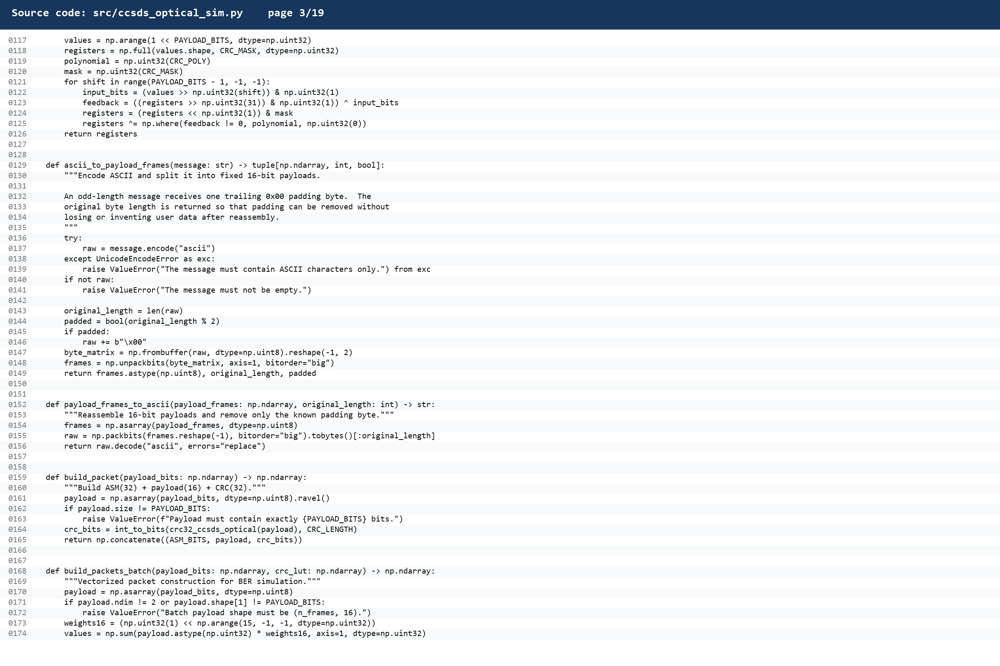 Source code: src/ccsds_optical_sim.py    page 3/19
0117        values = np.arange(1 << PAYLOAD_BITS, dtype=np.uint32)
0118        registers = np.full(values.shape, CRC_MASK, dtype=np.uint32)
0119        polynomial = np.uint32(CRC_POLY)
0120        mask = np.uint32(CRC_MASK)
0121        for shift in range(PAYLOAD_BITS - 1, -1, -1):
0122            input_bits = (values >> np.uint32(shift)) & np.uint32(1)
0123            feedback = ((registers >> np.uint32(31)) & np.uint32(1)) ^ input_bits
0124            registers = (registers << np.uint32(1)) & mask
0125            registers ^= np.where(feedback != 0, polynomial, np.uint32(0))
0126        return registers
0127
0128
0129    def ascii_to_payload_frames(message: str) -> tuple[np.ndarray, int, bool]:
0130        """Encode ASCII and split it into fixed 16-bit payloads.
0131
0132        An odd-length message receives one trailing 0x00 padding byte.  The
0133        original byte length is returned so that padding can be removed without
0134        losing or inventing user data after reassembly.
0135        """
0136        try:
0137            raw = message.encode("ascii")
0138        except UnicodeEncodeError as exc:
0139            raise ValueError("The message must contain ASCII characters only.") from exc
0140        if not raw:
0141            raise ValueError("The message must not be empty.")
0142
0143        original_length = len(raw)
0144        padded = bool(original_length % 2)
0145        if padded:
0146            raw += b"\x00"
0147        byte_matrix = np.frombuffer(raw, dtype=np.uint8).reshape(-1, 2)
0148        frames = np.unpackbits(byte_matrix, axis=1, bitorder="big")
0149        return frames.astype(np.uint8), original_length, padded
0150
0151
0152    def payload_frames_to_ascii(payload_frames: np.ndarray, original_length: int) -> str:
0153        """Reassemble 16-bit payloads and remove only the known padding byte."""
0154        frames = np.asarray(payload_frames, dtype=np.uint8)
0155        raw = np.packbits(frames.reshape(-1), bitorder="big").tobytes()[:original_length]
0156        return raw.decode("ascii", errors="replace")
0157
0158
0159    def build_packet(payload_bits: np.ndarray) -> np.ndarray:
0160        """Build ASM(32) + payload(16) + CRC(32)."""
0161        payload = np.asarray(payload_bits, dtype=np.uint8).ravel()
0162        if payload.size != PAYLOAD_BITS:
0163            raise ValueError(f"Payload must contain exactly {PAYLOAD_BITS} bits.")
0164        crc_bits = int_to_bits(crc32_ccsds_optical(payload), CRC_LENGTH)
0165        return np.concatenate((ASM_BITS, payload, crc_bits))
0166
0167
0168    def build_packets_batch(payload_bits: np.ndarray, crc_lut: np.ndarray) -> np.ndarray:
0169        """Vectorized packet construction for BER simulation."""
0170        payload = np.asarray(payload_bits, dtype=np.uint8)
0171        if payload.ndim != 2 or payload.shape[1] != PAYLOAD_BITS:
0172            raise ValueError("Batch payload shape must be (n_frames, 16).")
0173        weights16 = (np.uint32(1) << np.arange(15, -1, -1, dtype=np.uint32))
0174        values = np.sum(payload.astype(np.uint32) * weights16, axis=1, dtype=np.uint32)